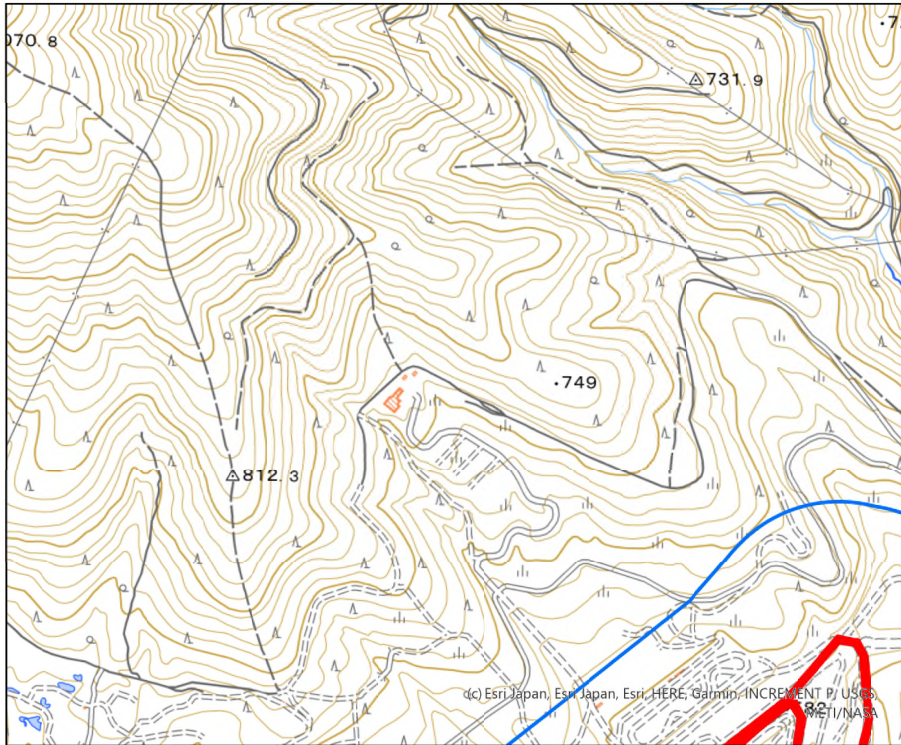 070.8
731.9
749
812.3
(c) Esri Japan, Esri Japan, Esri, HERE, Garmin, INCREMENT P, USGS,
METI/NASA